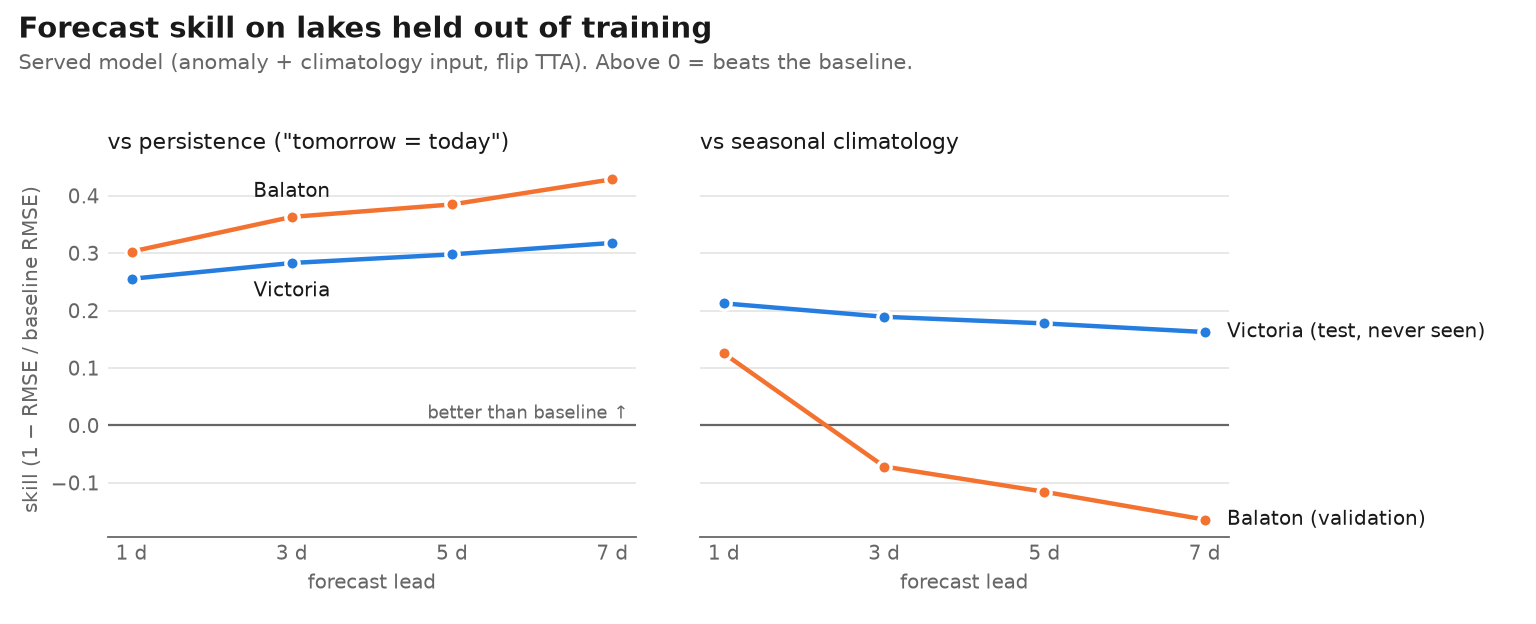 Forecast skill on lakes held out of training
Served model (anomaly + climatology input, flip TTA). Above 0 = beats the baseline.
vs persistence ("tomorrow = today")
skill (1 − RMSE / baseline RMSE)
0.4
0.3
0.2
0.1
0.0
−0.1
Balaton
Victoria
better than baseline ↑
1 d
3 d
5 d
7 d
forecast lead
vs seasonal climatology
Victoria (test, never seen)
Balaton (validation)
1 d
3 d
5 d
7 d
forecast lead